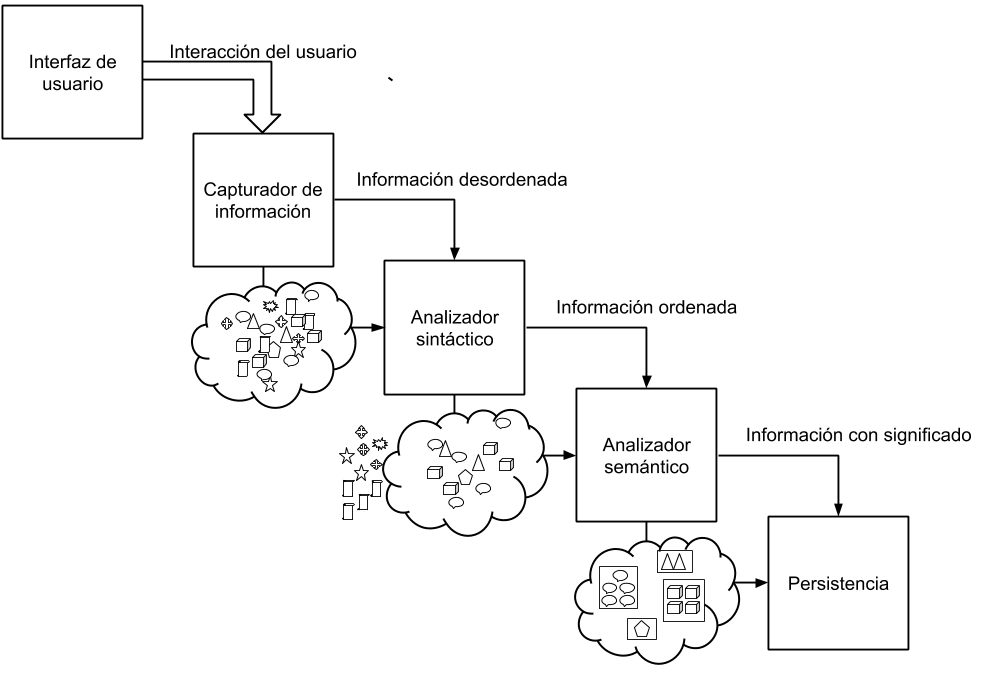 Interfaz de
usuario
Interacción del usuario
Capturador de
información
Información desordenada
Analizador
sintáctico
Información ordenada
Analizador
semántico
Información con significado
Persistencia